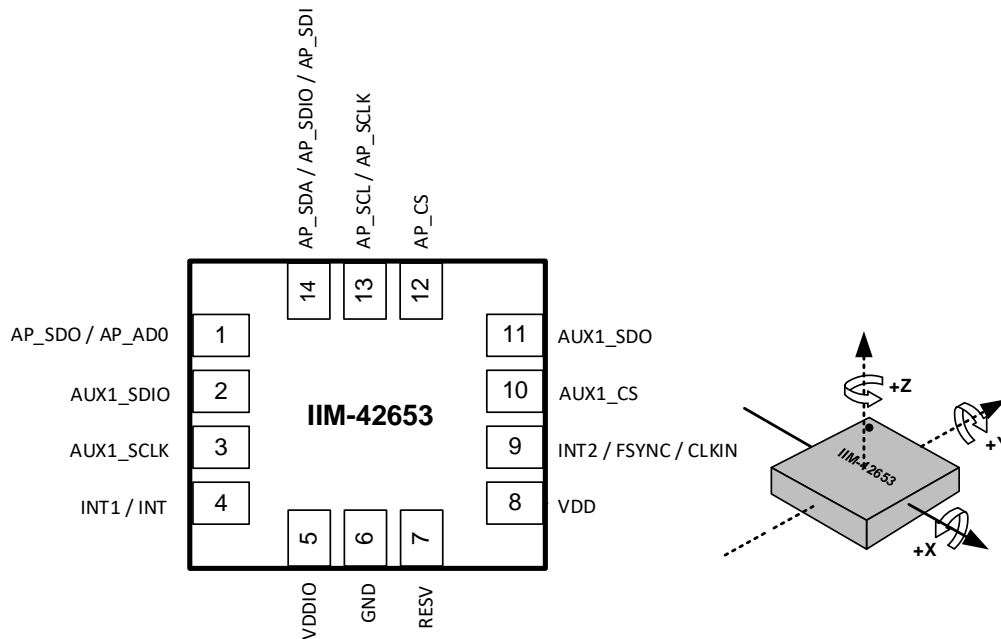 AP_SDA / AP_SDIO / AP_SDI
AP_SCL / AP_SCLK
AP_CS
14
13
12
AP_SDO / AP_AD0
1
11
AUX1_SDO
AUX1_SDIO
2
10
AUX1_CS
IIM-42653
AUX1_SCLK
3
9
INT2 / FSYNC / CLKIN
INT1 / INT
4
8
VDD
5
6
7
VDDIO
GND
RESV
+Z
+Y
IIM-42653
+X